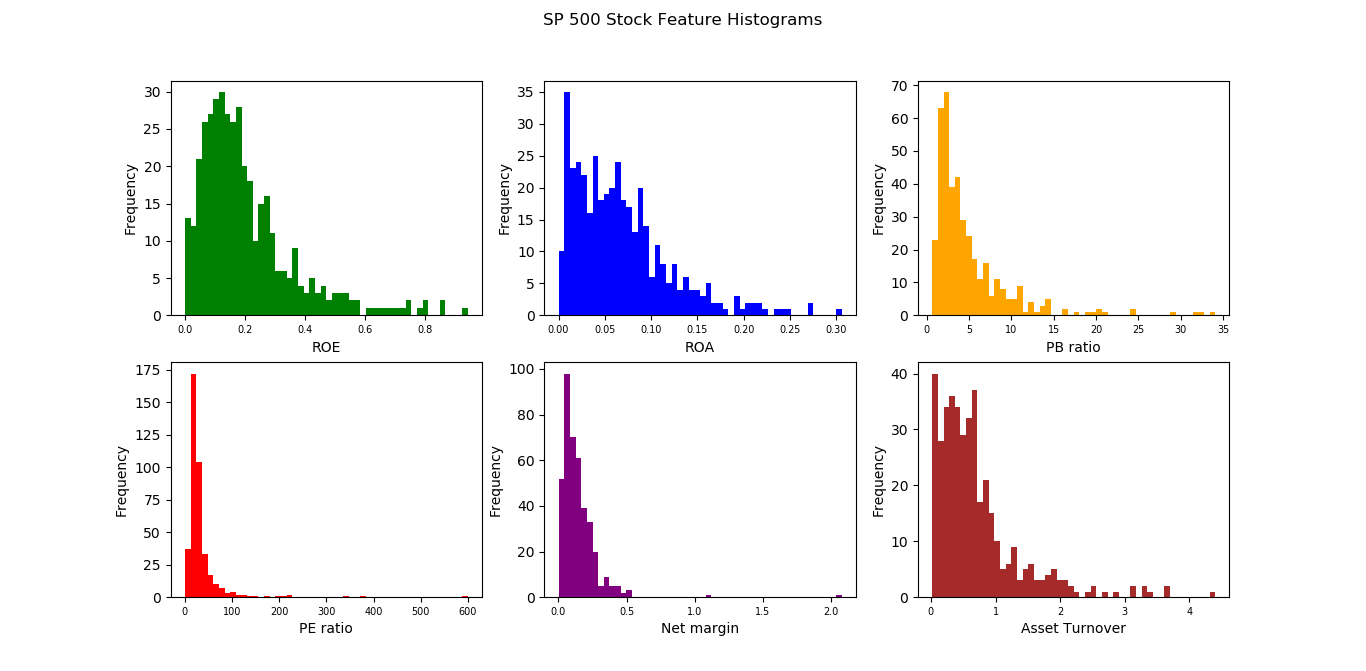 SP 500 Stock Feature Histograms
30
25
20
15
10
5
0
Frequency
0.0 0.2 0.4 0.6 0.8
ROE
35
30
25
20
15
10
5
0
Frequency
0.00 0.05 0.10 0.15 0.20 0.25 0.30
ROA
70
60
50
40
30
20
10
0
Frequency
0 5 10 15 20 25 30 35
PB ratio
175
150
125
100
75
50
25
0
Frequency
0 100 200 300 400 500 600
PE ratio
100
80
60
40
20
0
Frequency
0.0 0.5 1.0 1.5 2.0
Net margin
40
30
20
10
0
Frequency
0 1 2 3 4
Asset Turnover